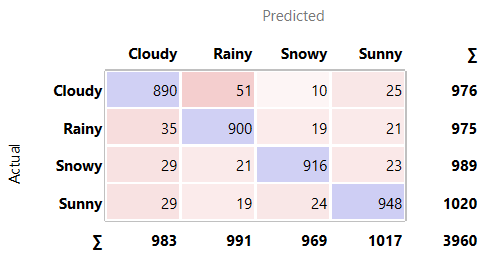 Predicted
Cloudy Rainy Snowy Sunny ∑
Cloudy 890 51 10 25 976
Rainy 35 900 19 21 975
Snowy 29 21 916 23 989
Sunny 29 19 24 948 1020
∑ 983 991 969 1017 3960
Actual